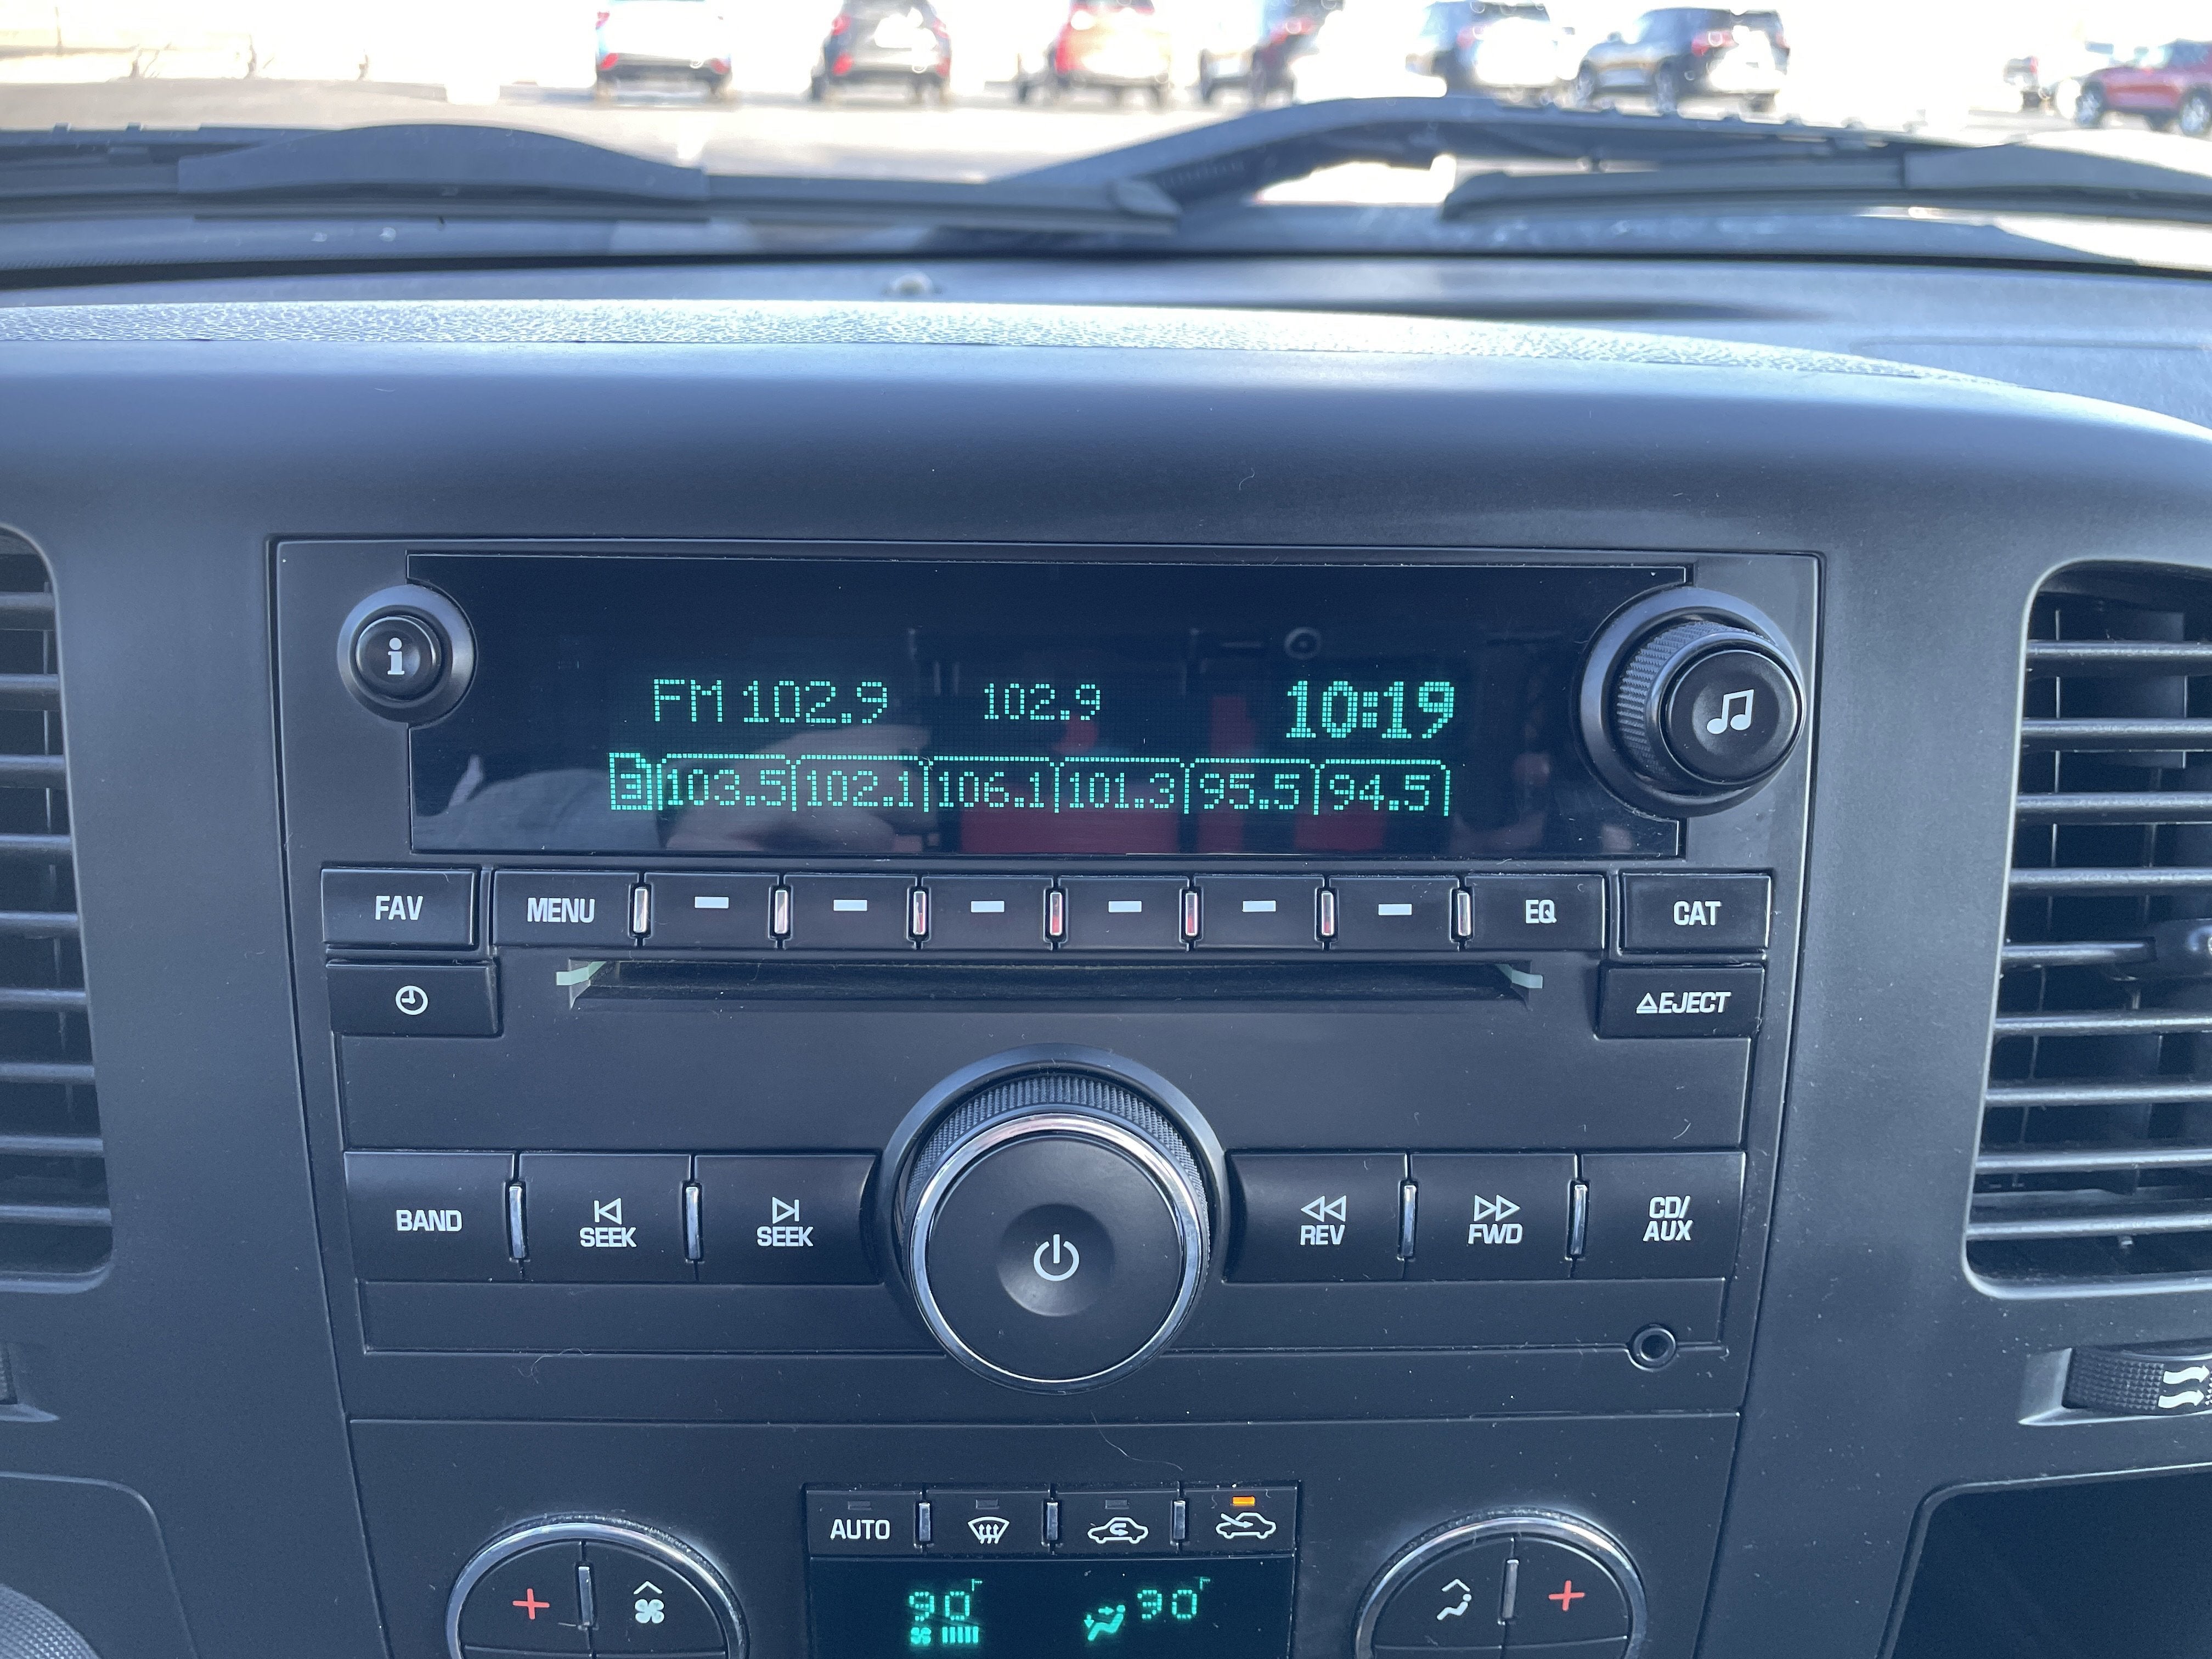 FM 102.9 102.9 10:19
103.5 102.1 106.1 101.3 95.5 94.5
FAV MENU EQ CAT
EJECT
BAND SEEK SEEK REV FWD CD/
AUX
AUTO
90° 90°